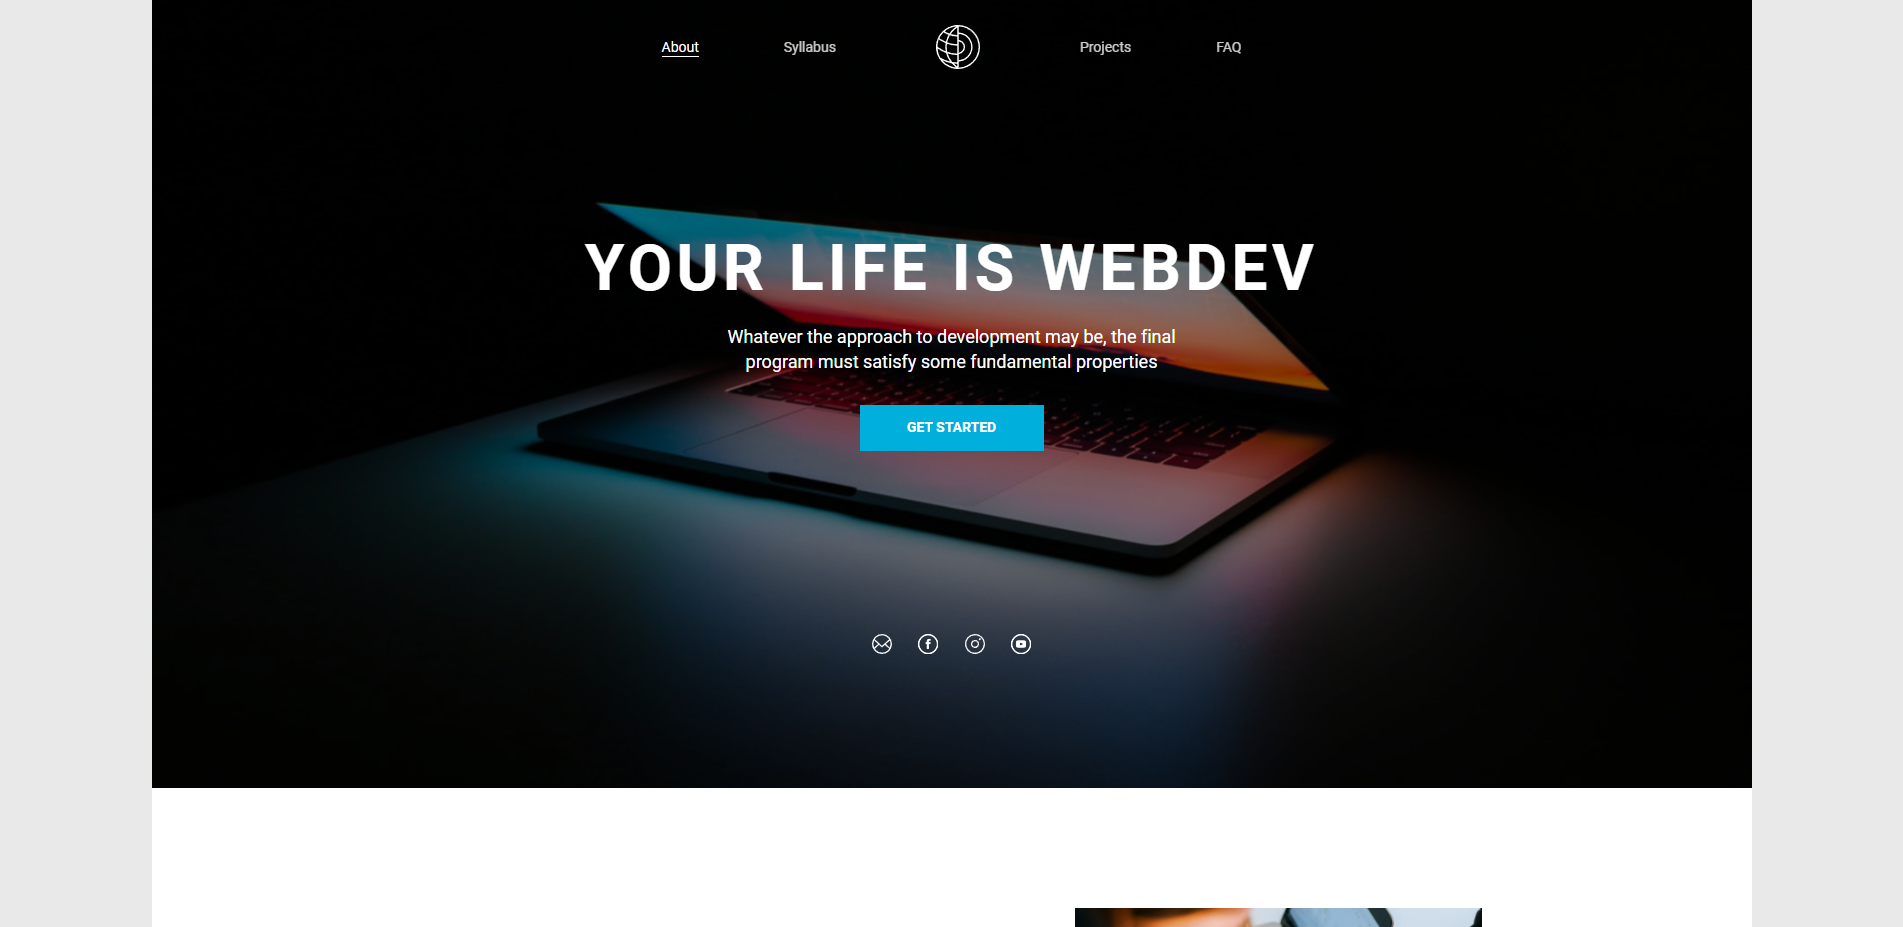 About
Syllabus
Projects
FAQ
YOUR LIFE IS WEBDEV
Whatever the approach to development may be, the final
program must satisfy some fundamental properties
GET STARTED